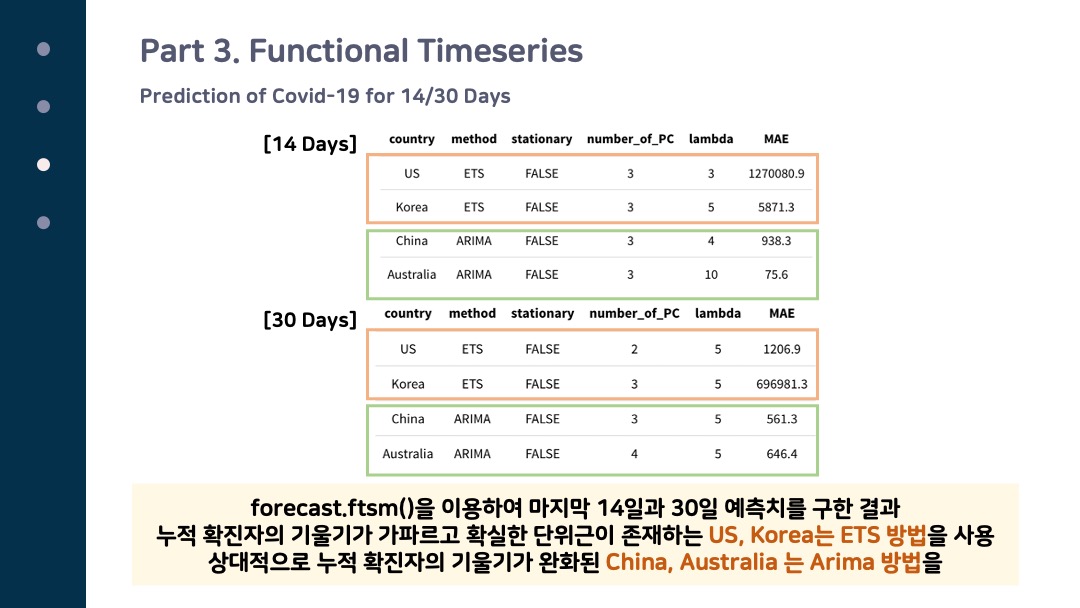 Part 3. Functional Timeseries
Prediction of Covid-19 for 14/30 Days
[14 Days]
country method stationary number_of_PC lambda MAE
US ETS FALSE 3 3 1270080.9
Korea ETS FALSE 3 5 5871.3
China ARIMA FALSE 3 4 938.3
Australia ARIMA FALSE 3 10 75.6
[30 Days]
country method stationary number_of_PC lambda MAE
US ETS FALSE 2 5 1206.9
Korea ETS FALSE 3 5 696981.3
China ARIMA FALSE 3 5 561.3
Australia ARIMA FALSE 4 5 646.4
forecast.ftsm()을 이용하여 마지막 14일과 30일 예측치를 구한 결과
누적 확진자의 기울기가 가파르고 확실한 단위근이 존재하는 US, Korea는 ETS 방법을 사용
상대적으로 누적 확진자의 기울기가 완화된 China, Australia 는 Arima 방법을